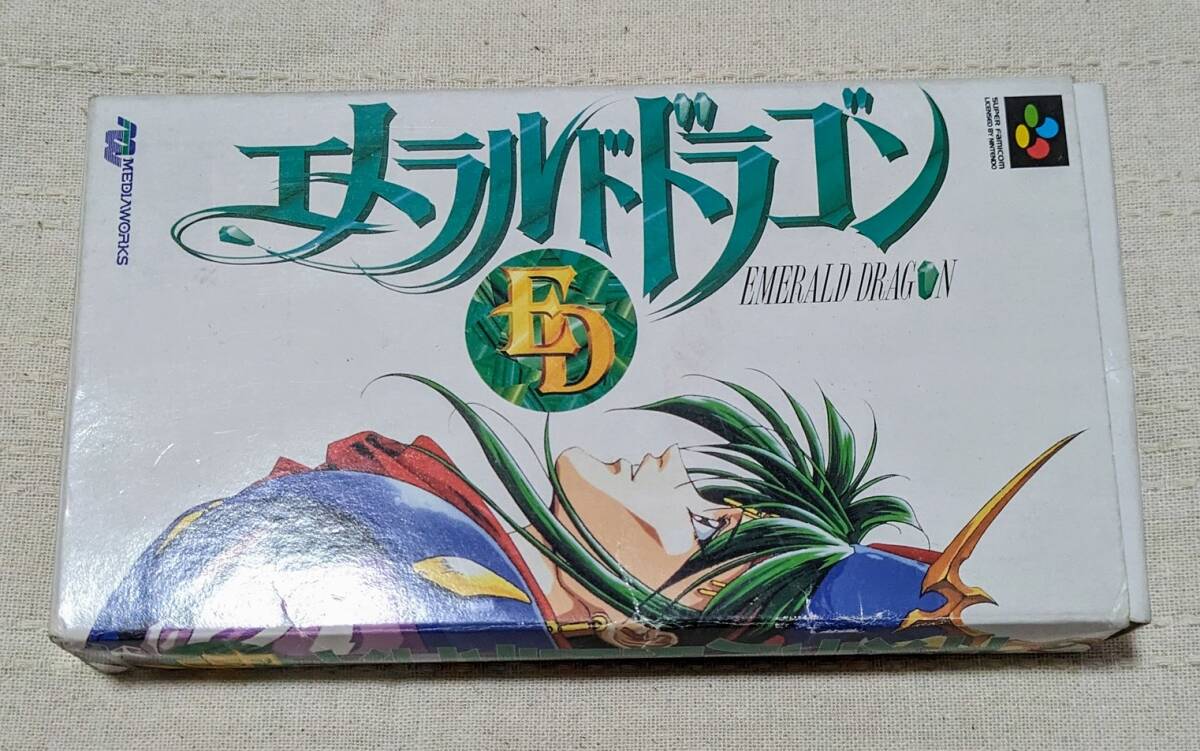 エメラルドドラゴン
EMERALD DRAGON
ED
MEDIAWORKS
SUPER FAMICOM
LICENSED BY NINTENDO